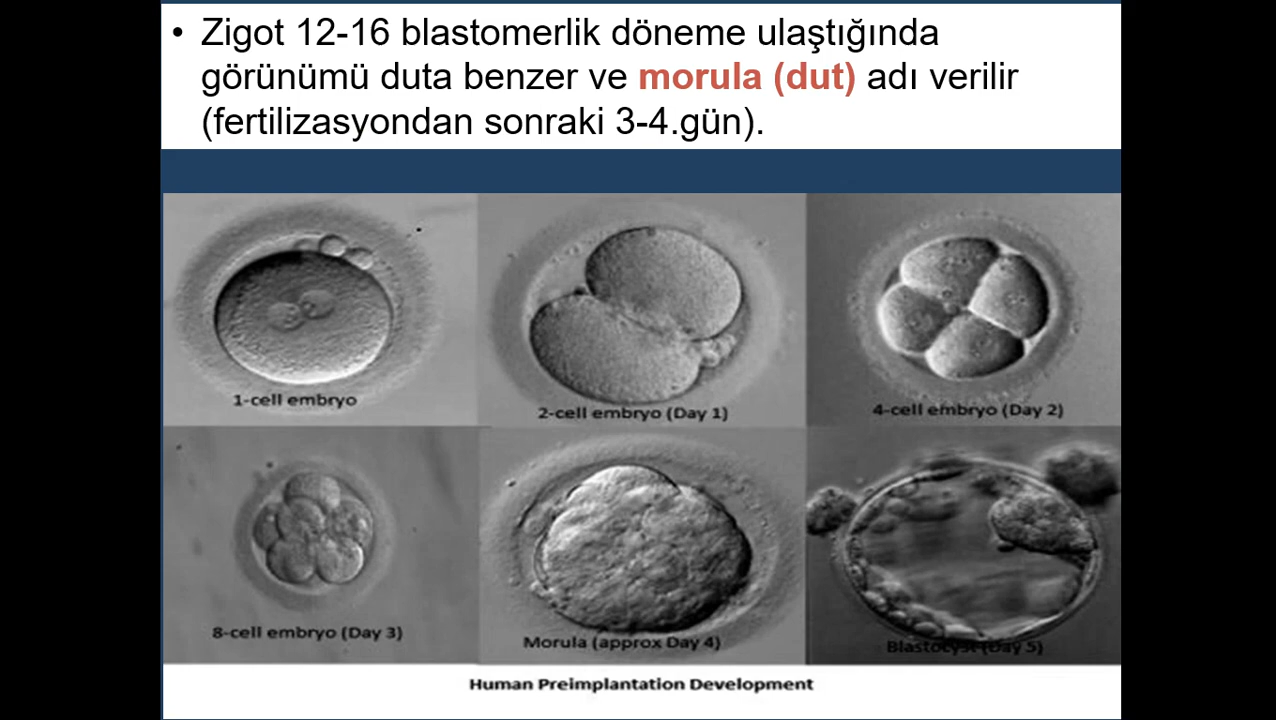 • Zigot 12-16 blastomerlik döneme ulaştığında
görünümü duta benzer ve morula (dut) adı verilir
(fertilizasyondan sonraki 3-4.gün).
1-cell embryo
2-cell embryo (Day 1)
4-cell embryo (Day 2)
8-cell embryo (Day 3)
Morula (approx Day 4)
Blastocyst (Day 5)
Human Preimplantation Development